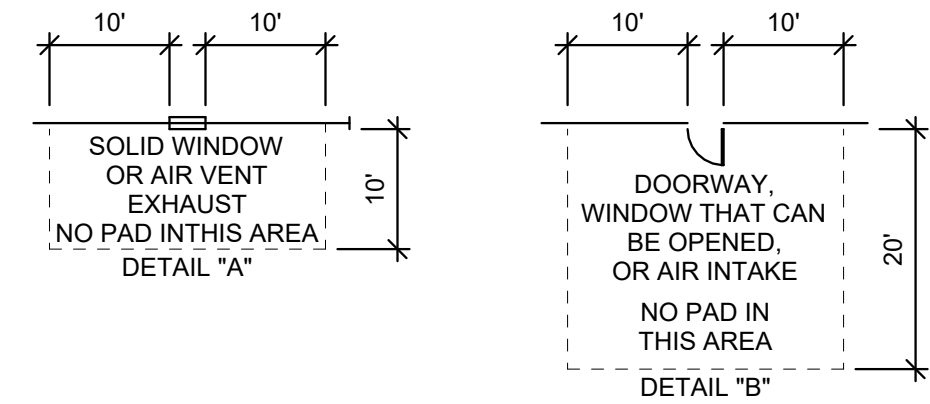 10'
10'
SOLID WINDOW
OR AIR VENT
EXHAUST
NO PAD INTHIS AREA
10'
DETAIL "A"
10'
10'
DOORWAY,
WINDOW THAT CAN
BE OPENED,
OR AIR INTAKE
NO PAD IN
THIS AREA
20'
DETAIL "B"